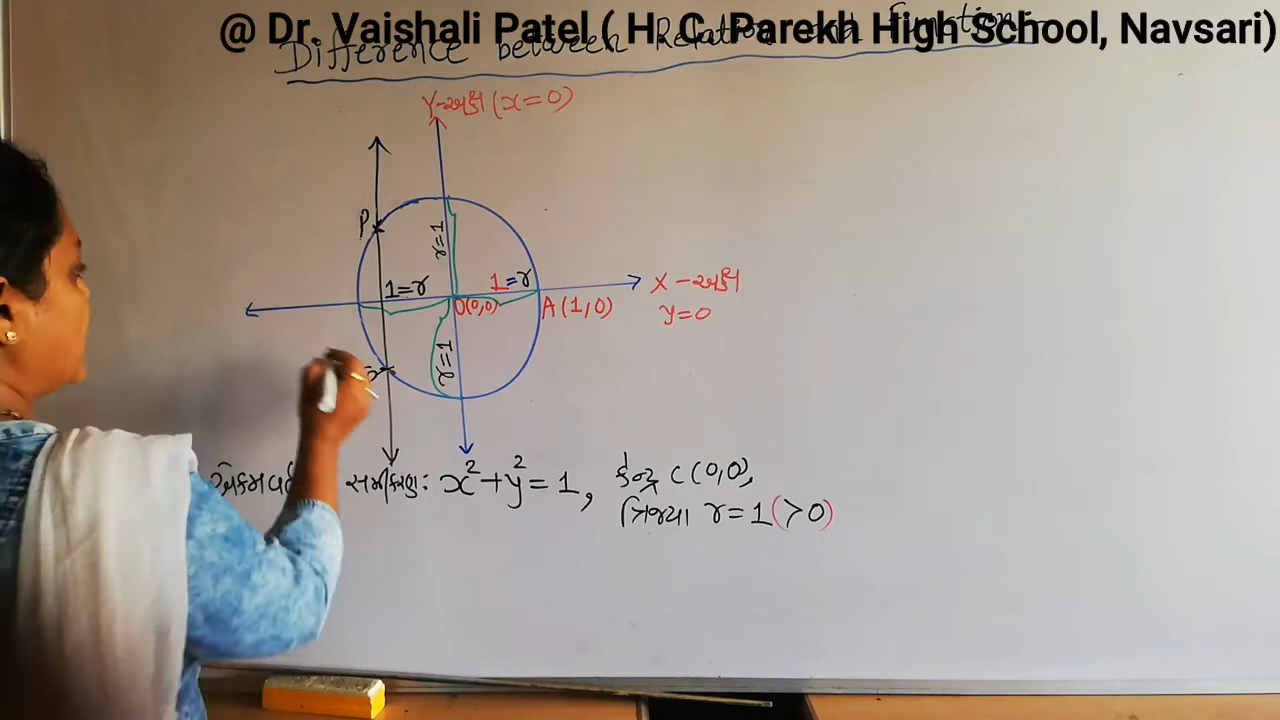 @ Dr. Vaishali Patel ( H. C. Parekh High School, Navsari)
Difference between Relation and Function:-
Y-અક્ષ (x=0)
P
1=r
1=r
1=r
O(0,0)
A(1,0)
X-અક્ષ
y=0
1=r
સમીકરણ: x²+y²=1, કેન્દ્ર C(0,0),
ત્રિજ્યા r=1(>0)